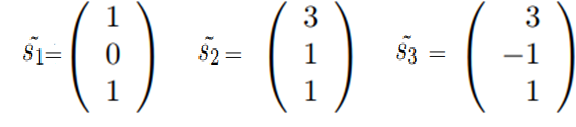 s̃₁= ( 1 0 1 ) s̃₂ = ( 3 1 1 ) s̃₃ = ( 3 −1 1 )